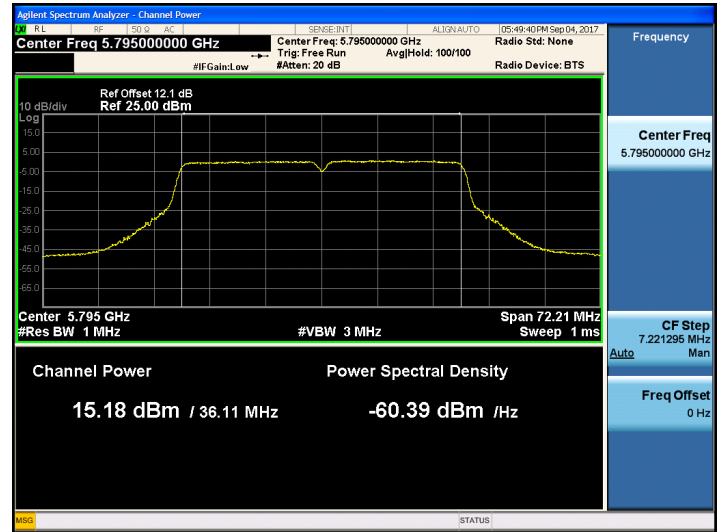 Agilent Spectrum Analyzer - Channel Power
LXI RL RF 50 Ω AC SENSE:INT ALIGN AUTO 05:49:40 PM Sep 04, 2017
Center Freq 5.795000000 GHz
Center Freq: 5.795000000 GHz Radio Std: None
Trig: Free Run Avg|Hold: 100/100
#IFGain:Low #Atten: 20 dB Radio Device: BTS
Ref Offset 12.1 dB
10 dB/div Ref 25.00 dBm
Log
15.0
5.00
-5.00
-15.0
-25.0
-35.0
-45.0
-55.0
-65.0
Center 5.795 GHz Span 72.21 MHz
#Res BW 1 MHz #VBW 3 MHz Sweep 1 ms
Channel Power Power Spectral Density
15.18 dBm / 36.11 MHz -60.39 dBm /Hz
Frequency
Center Freq
5.795000000 GHz
CF Step
7.221295 MHz
Auto Man
Freq Offset
0 Hz
MSG STATUS